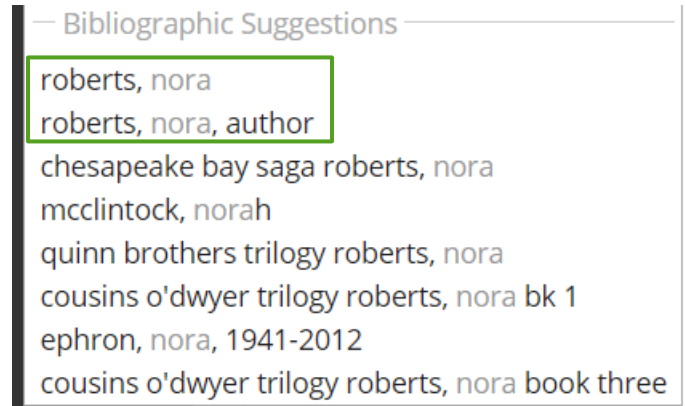 Bibliographic Suggestions
roberts, nora
roberts, nora, author
chesapeake bay saga roberts, nora
mcclintock, norah
quinn brothers trilogy roberts, nora
cousins o'dwyer trilogy roberts, nora bk 1
ephron, nora, 1941-2012
cousins o'dwyer trilogy roberts, nora book three